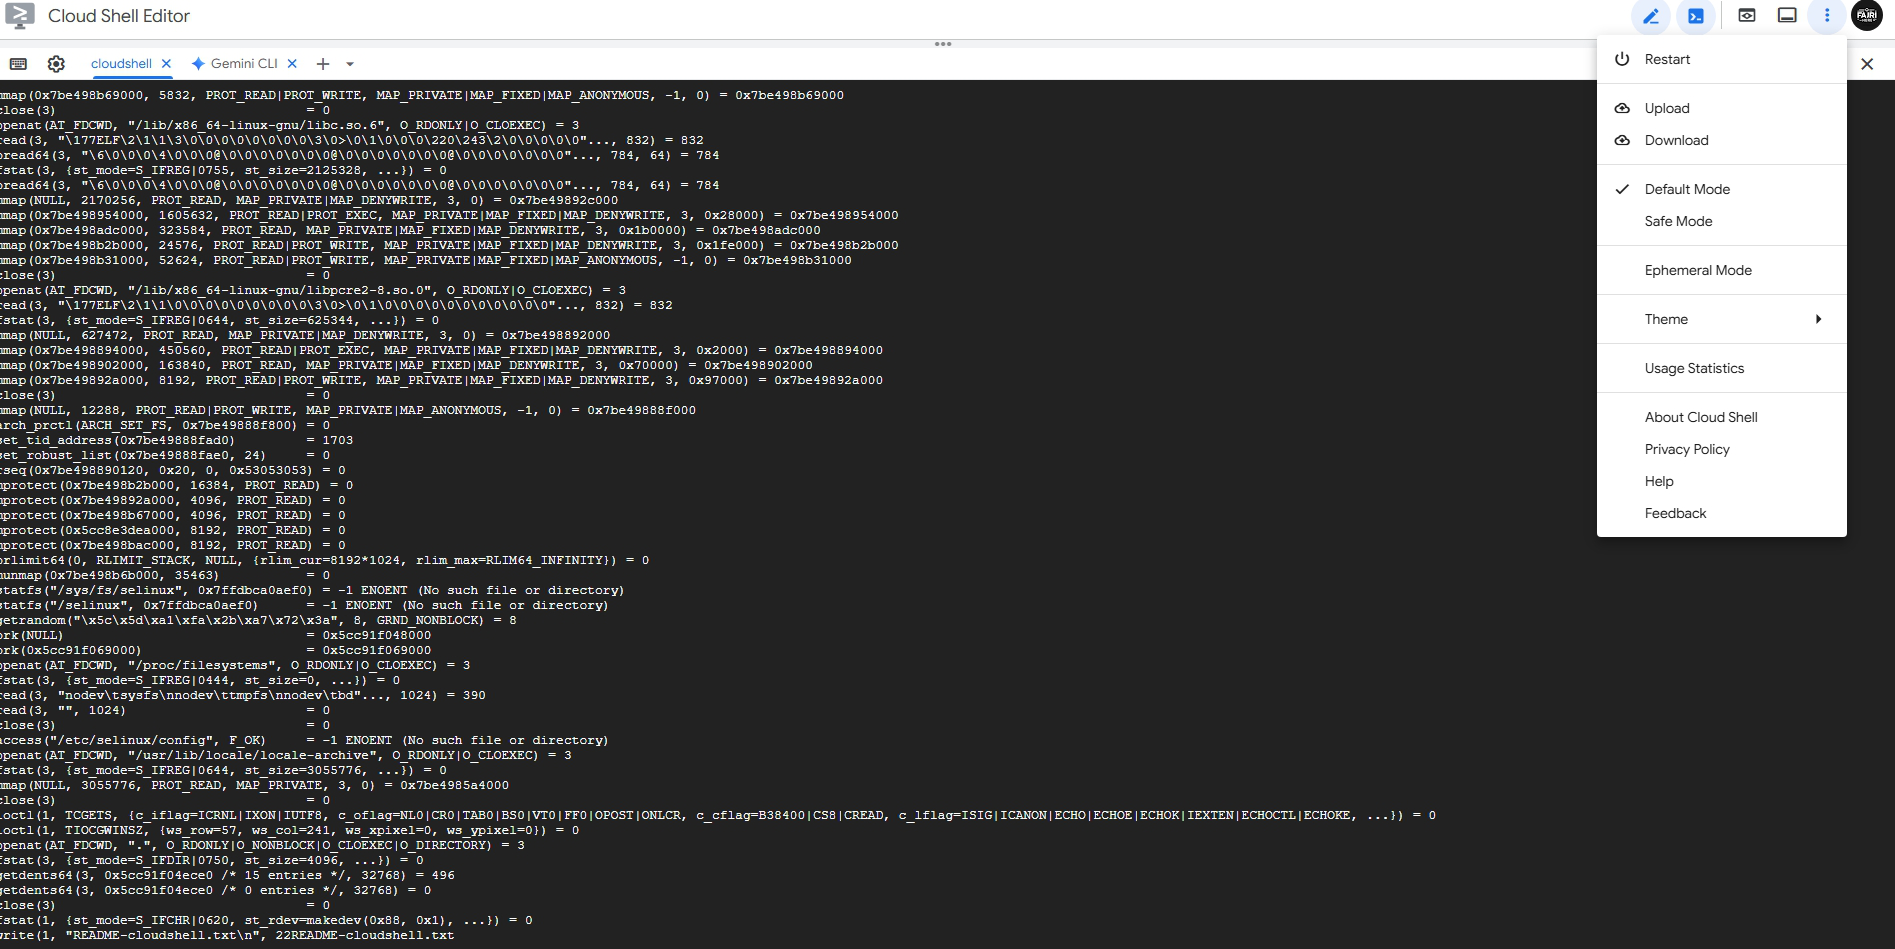 Cloud Shell Editor
cloudshell
Gemini CLI
mmap(0x7be498b69000, 5832, PROT_READ|PROT_WRITE, MAP_PRIVATE|MAP_FIXED|MAP_ANONYMOUS, -1, 0) = 0x7be498b69000
close(3) = 0
openat(AT_FDCWD, "/lib/x86_64-linux-gnu/libc.so.6", O_RDONLY|O_CLOEXEC) = 3
read(3, "\177ELF\2\1\1\3\0\0\0\0\0\0\0\0\3\0>\0\1\0\0\0\220\243\2\0\0\0\0\0"..., 832) = 832
pread64(3, "\6\0\0\0\4\0\0\0@\0\0\0\0\0\0\0@\0\0\0\0\0\0\0@\0\0\0\0\0\0\0"..., 784, 64) = 784
fstat(3, {st_mode=S_IFREG|0755, st_size=2125328, ...}) = 0
pread64(3, "\6\0\0\0\4\0\0\0@\0\0\0\0\0\0\0@\0\0\0\0\0\0\0@\0\0\0\0\0\0\0"..., 784, 64) = 784
mmap(NULL, 2170256, PROT_READ, MAP_PRIVATE|MAP_DENYWRITE, 3, 0) = 0x7be49892c000
mmap(0x7be498954000, 1605632, PROT_READ|PROT_EXEC, MAP_PRIVATE|MAP_FIXED|MAP_DENYWRITE, 3, 0x28000) = 0x7be498954000
mmap(0x7be498adc000, 323584, PROT_READ, MAP_PRIVATE|MAP_FIXED|MAP_DENYWRITE, 3, 0x1b0000) = 0x7be498adc000
mmap(0x7be498b2b000, 24576, PROT_READ|PROT_WRITE, MAP_PRIVATE|MAP_FIXED|MAP_DENYWRITE, 3, 0x1fe000) = 0x7be498b2b000
mmap(0x7be498b31000, 52624, PROT_READ|PROT_WRITE, MAP_PRIVATE|MAP_FIXED|MAP_ANONYMOUS, -1, 0) = 0x7be498b31000
close(3) = 0
openat(AT_FDCWD, "/lib/x86_64-linux-gnu/libpcre2-8.so.0", O_RDONLY|O_CLOEXEC) = 3
read(3, "\177ELF\2\1\1\0\0\0\0\0\0\0\0\0\3\0>\0\1\0\0\0\0\0\0\0\0\0\0\0"..., 832) = 832
fstat(3, {st_mode=S_IFREG|0644, st_size=625344, ...}) = 0
mmap(NULL, 627472, PROT_READ, MAP_PRIVATE|MAP_DENYWRITE, 3, 0) = 0x7be498892000
mmap(0x7be498894000, 450560, PROT_READ|PROT_EXEC, MAP_PRIVATE|MAP_FIXED|MAP_DENYWRITE, 3, 0x2000) = 0x7be498894000
mmap(0x7be498902000, 163840, PROT_READ, MAP_PRIVATE|MAP_FIXED|MAP_DENYWRITE, 3, 0x70000) = 0x7be498902000
mmap(0x7be49892a000, 8192, PROT_READ|PROT_WRITE, MAP_PRIVATE|MAP_FIXED|MAP_DENYWRITE, 3, 0x97000) = 0x7be49892a000
close(3) = 0
mmap(NULL, 12288, PROT_READ|PROT_WRITE, MAP_PRIVATE|MAP_ANONYMOUS, -1, 0) = 0x7be49888f000
arch_prctl(ARCH_SET_FS, 0x7be49888f800) = 0
set_tid_address(0x7be49888fad0) = 1703
set_robust_list(0x7be49888fae0, 24) = 0
rseq(0x7be498890120, 0x20, 0, 0x53053053) = 0
mprotect(0x7be498b2b000, 16384, PROT_READ) = 0
mprotect(0x7be49892a000, 4096, PROT_READ) = 0
mprotect(0x7be498b67000, 4096, PROT_READ) = 0
mprotect(0x5cc8e3dea000, 8192, PROT_READ) = 0
mprotect(0x7be498bac000, 8192, PROT_READ) = 0
prlimit64(0, RLIMIT_STACK, NULL, {rlim_cur=8192*1024, rlim_max=RLIM64_INFINITY}) = 0
munmap(0x7be498b6b000, 35463) = 0
statfs("/sys/fs/selinux", 0x7ffdbca0aef0) = -1 ENOENT (No such file or directory)
statfs("/selinux", 0x7ffdbca0aef0) = -1 ENOENT (No such file or directory)
getrandom("\x5c\x5d\xa1\xfa\x2b\xa7\x72\x3a", 8, GRND_NONBLOCK) = 8
brk(NULL) = 0x5cc91f048000
brk(0x5cc91f069000) = 0x5cc91f069000
openat(AT_FDCWD, "/proc/filesystems", O_RDONLY|O_CLOEXEC) = 3
fstat(3, {st_mode=S_IFREG|0444, st_size=0, ...}) = 0
read(3, "nodev\tsysfs\nnodev\ttmpfs\nnodev\tbd"..., 1024) = 390
read(3, "", 1024) = 0
close(3) = 0
access("/etc/selinux/config", F_OK) = -1 ENOENT (No such file or directory)
openat(AT_FDCWD, "/usr/lib/locale/locale-archive", O_RDONLY|O_CLOEXEC) = 3
fstat(3, {st_mode=S_IFREG|0644, st_size=3055776, ...}) = 0
mmap(NULL, 3055776, PROT_READ, MAP_PRIVATE, 3, 0) = 0x7be4985a4000
close(3) = 0
ioctl(1, TCGETS, {c_iflag=ICRNL|IXON|IUTF8, c_oflag=NL0|CR0|TAB0|BS0|VT0|FF0|OPOST|ONLCR, c_cflag=B38400|CS8|CREAD, c_lflag=ISIG|ICANON|ECHO|ECHOE|ECHOK|IEXTEN|ECHOCTL|ECHOKE, ...}) = 0
ioctl(1, TIOCGWINSZ, {ws_row=57, ws_col=241, ws_xpixel=0, ws_ypixel=0}) = 0
openat(AT_FDCWD, ".", O_RDONLY|O_NONBLOCK|O_CLOEXEC|O_DIRECTORY) = 3
fstat(3, {st_mode=S_IFDIR|0750, st_size=4096, ...}) = 0
getdents64(3, 0x5cc91f04ece0 /* 15 entries */, 32768) = 496
getdents64(3, 0x5cc91f04ece0 /* 0 entries */, 32768) = 0
close(3) = 0
fstat(1, {st_mode=S_IFCHR|0620, st_rdev=makedev(0x88, 0x1), ...}) = 0
write(1, "README-cloudshell.txt\n", 22README-cloudshell.txt
Restart
Upload
Download
Default Mode
Safe Mode
Ephemeral Mode
Theme
Usage Statistics
About Cloud Shell
Privacy Policy
Help
Feedback